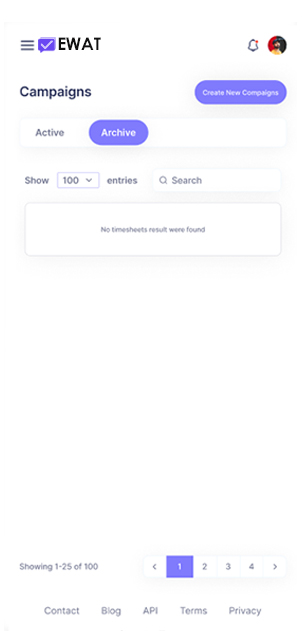 EWAT
Campaigns
Create New Compaigns
Active
Archive
Show 100 entries
Search
No timesheets result were found
Showing 1-25 of 100
1 2 3 4
Contact Blog API Terms Privacy